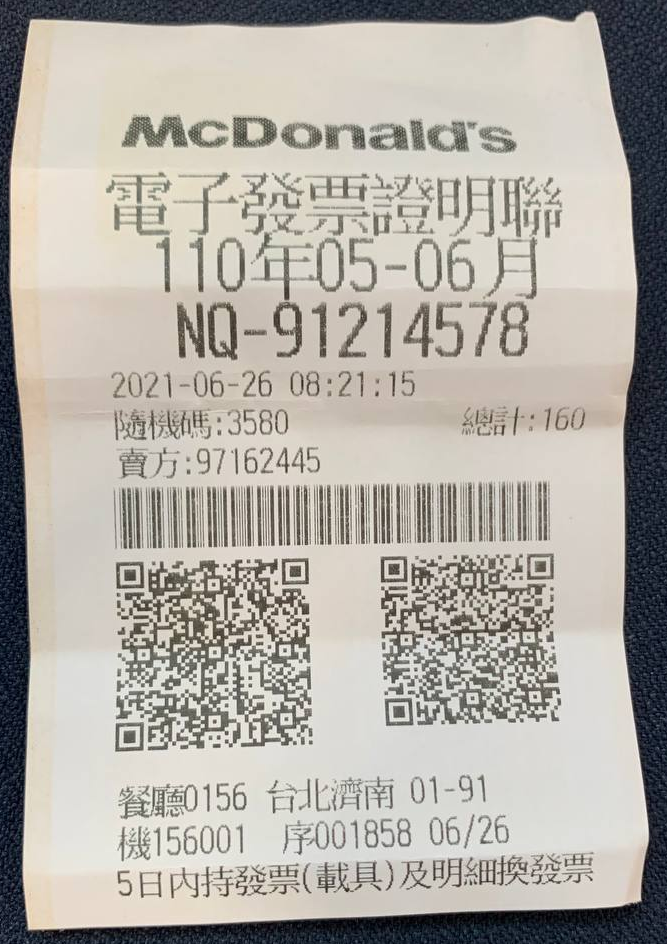 McDonald's
電子發票證明聯
110年05-06月
NQ-91214578
2021-06-26 08:21:15
隨機碼:3580 總計:160
賣方:97162445
餐廳0156 台北濟南 01-91
機156001 序001858 06/26
5日內持發票(載具)及明細換發票